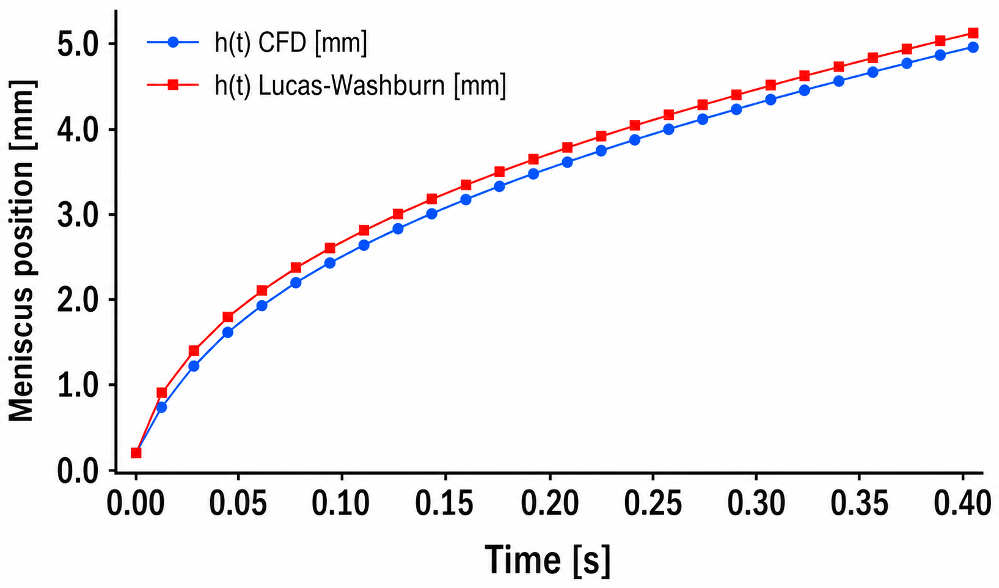 h(t) CFD [mm]
h(t) Lucas-Washburn [mm]
Meniscus position [mm]
5.0
4.0
3.0
2.0
1.0
0.0
0.00 0.05 0.10 0.15 0.20 0.25 0.30 0.35 0.40
Time [s]